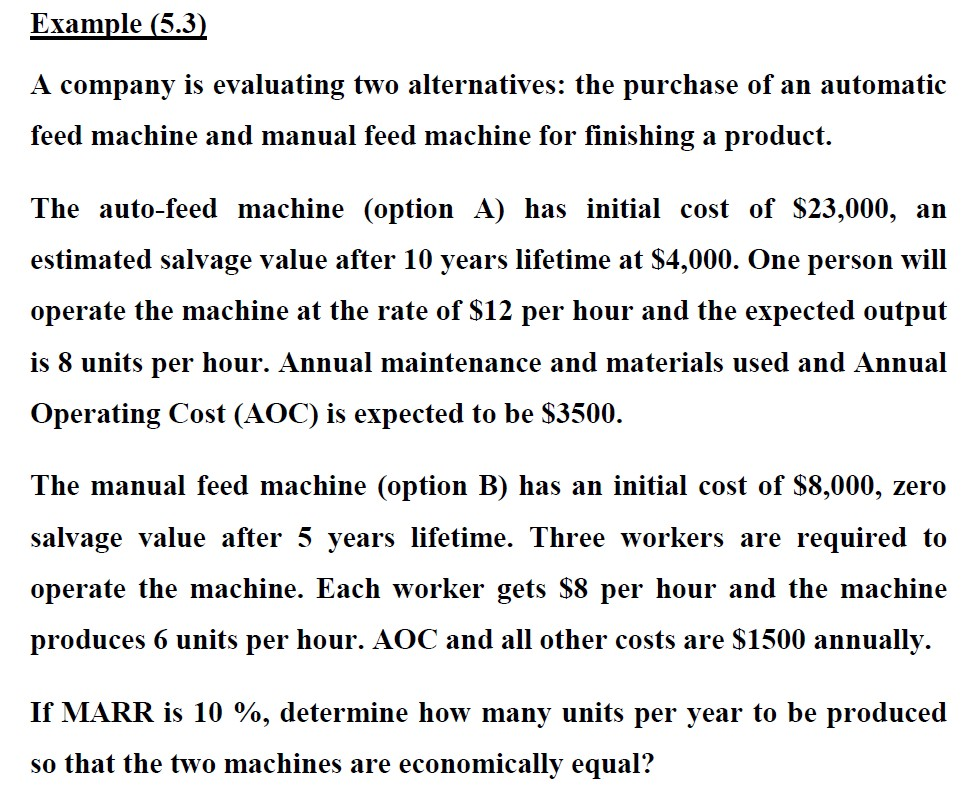 Example (5.3)
A company is evaluating two alternatives: the purchase of an automatic
feed machine and manual feed machine for finishing a product.
The auto-feed machine (option A) has initial cost of $23,000, an
estimated salvage value after 10 years lifetime at $4,000. One person will
operate the machine at the rate of $12 per hour and the expected output
is 8 units per hour. Annual maintenance and materials used and Annual
Operating Cost (AOC) is expected to be $3500.
The manual feed machine (option B) has an initial cost of $8,000, zero
salvage value after 5 years lifetime. Three workers are required to
operate the machine. Each worker gets $8 per hour and the machine
produces 6 units per hour. AOC and all other costs are $1500 annually.
If MARR is 10 %, determine how many units per year to be produced
so that the two machines are economically equal?